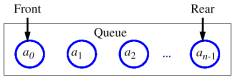 Front Rear
Queue
a0 a1 a2 ... an-1